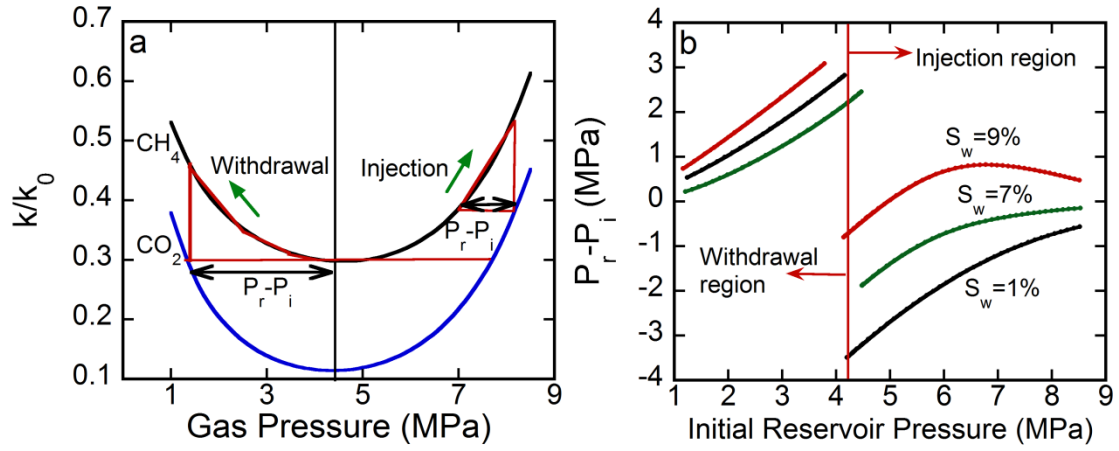 a
0.7
0.6
0.5
0.4
0.3
0.2
0.1
k/k0
CH4
CO2
Withdrawal
Injection
Pr-Pi
Pr-Pi
1 3 5 7 9
Gas Pressure (MPa)
b
4
3
2
1
0
-1
-2
-3
-4
Pr-Pi (MPa)
Injection region
Sw=9%
Sw=7%
Sw=1%
Withdrawal
region
1 2 3 4 5 6 7 8 9
Initial Reservoir Pressure (MPa)